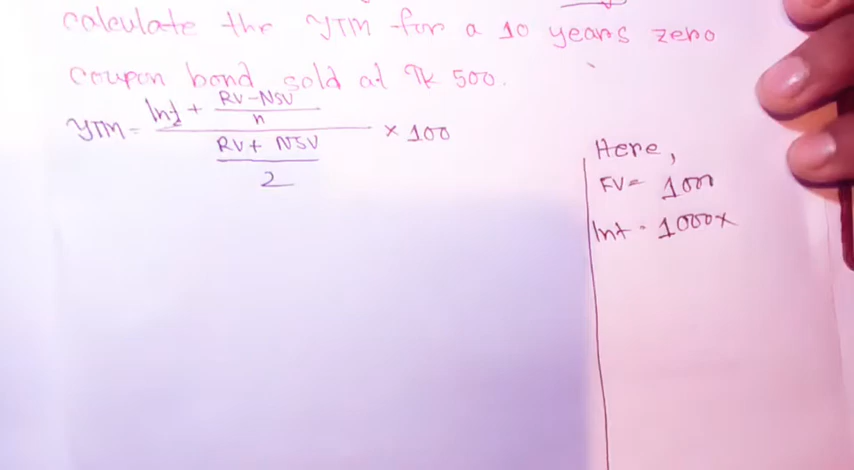 calculate the YTM for a 10 years zero
coupon bond sold at Tk 500.
YTM = Int + RV-NSV / n / RV + NSV / 2 × 100
Here,
FV = 1000
Int = 1000×